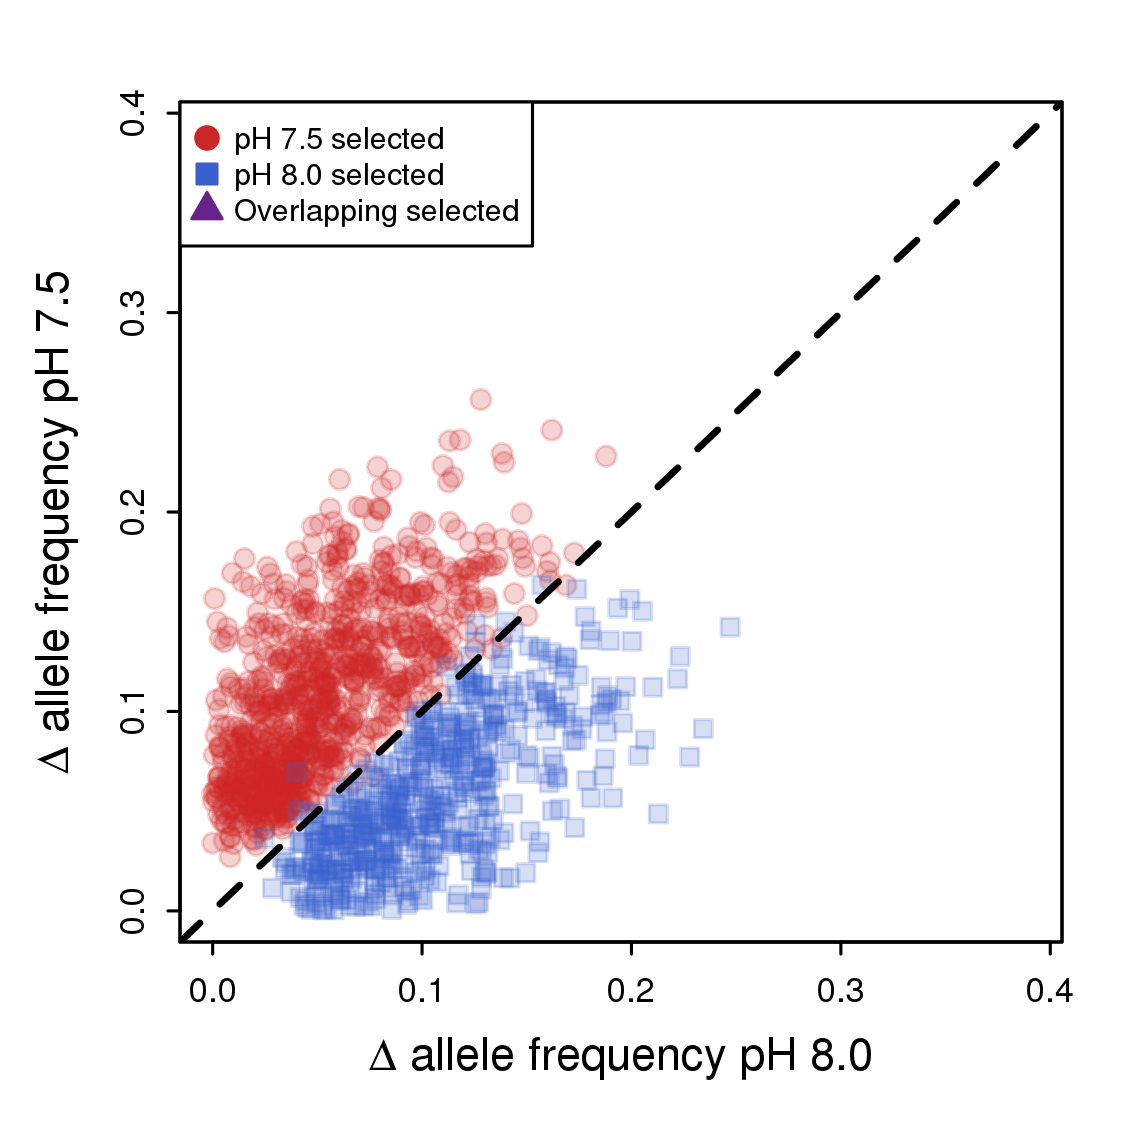 pH 7.5 selected
pH 8.0 selected
Overlapping selected
Δ allele frequency pH 7.5
0.4
0.3
0.2
0.1
0.0
0.0 0.1 0.2 0.3 0.4
Δ allele frequency pH 8.0